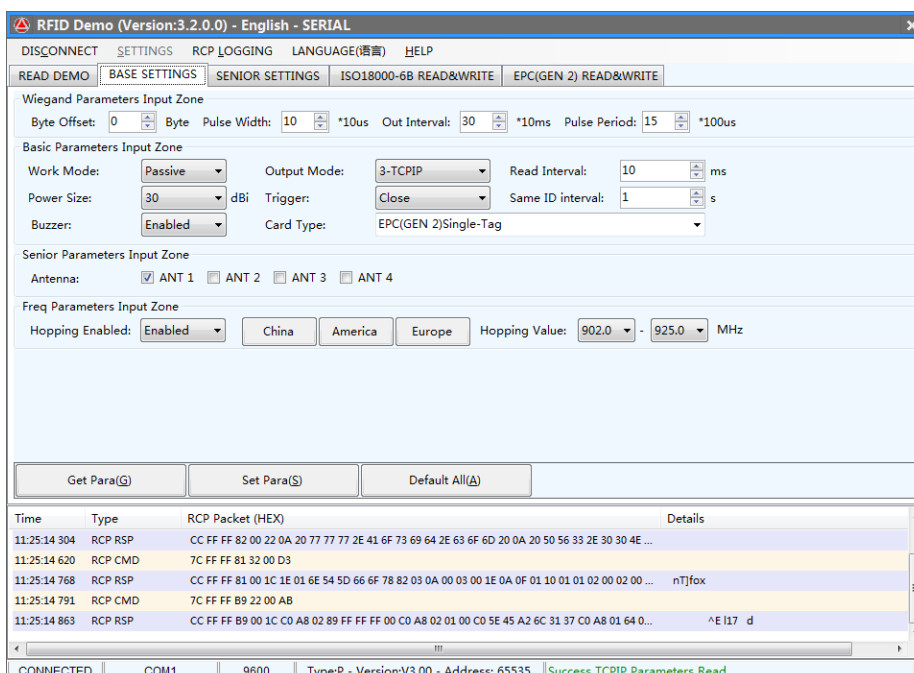 RFID Demo (Version:3.2.0.0) - English - SERIAL
DISCONNECT SETTINGS RCP LOGGING LANGUAGE(语言) HELP
READ DEMO BASE SETTINGS SENIOR SETTINGS ISO18000-6B READ&WRITE EPC(GEN 2) READ&WRITE
Wiegand Parameters Input Zone
Byte Offset: 0 Byte Pulse Width: 10 *10us Out Interval: 30 *10ms Pulse Period: 15 *100us
Basic Parameters Input Zone
Work Mode: Passive Output Mode: 3-TCPIP Read Interval: 10 ms
Power Size: 30 dBi Trigger: Close Same ID interval: 1 s
Buzzer: Enabled Card Type: EPC(GEN 2)Single-Tag
Senior Parameters Input Zone
Antenna: ANT 1 ANT 2 ANT 3 ANT 4
Freq Parameters Input Zone
Hopping Enabled: Enabled China America Europe Hopping Value: 902.0 - 925.0 MHz
Get Para(G) Set Para(S) Default All(A)
Time Type RCP Packet (HEX) Details
11:25:14 304 RCP RSP CC FF FF 82 00 22 0A 20 77 77 77 2E 41 6F 73 69 64 2E 63 6F 6D 20 0A 20 50 56 33 2E 30 30 4E ...
11:25:14 620 RCP CMD 7C FF FF 81 32 00 D3
11:25:14 768 RCP RSP CC FF FF 81 00 1C 1E 01 6E 54 5D 66 6F 78 82 03 0A 00 03 00 1E 0A 0F 01 10 01 01 02 00 02 00 ... nT]fox
11:25:14 791 RCP CMD 7C FF FF B9 22 00 AB
11:25:14 863 RCP RSP CC FF FF B9 00 1C C0 A8 02 89 FF FF FF 00 C0 A8 02 01 00 C0 5E 45 A2 6C 31 37 C0 A8 01 64 0... ^E l17 d
CONNECTED COM1 9600 Type:P - Version:V3.00 - Address: 65535 Success TCPIP Parameters Read